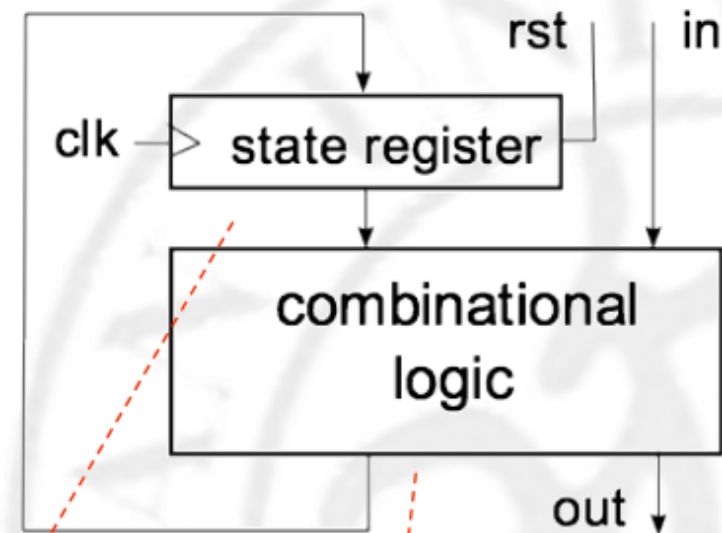 rst
in
clk
state register
combinational
logic
out